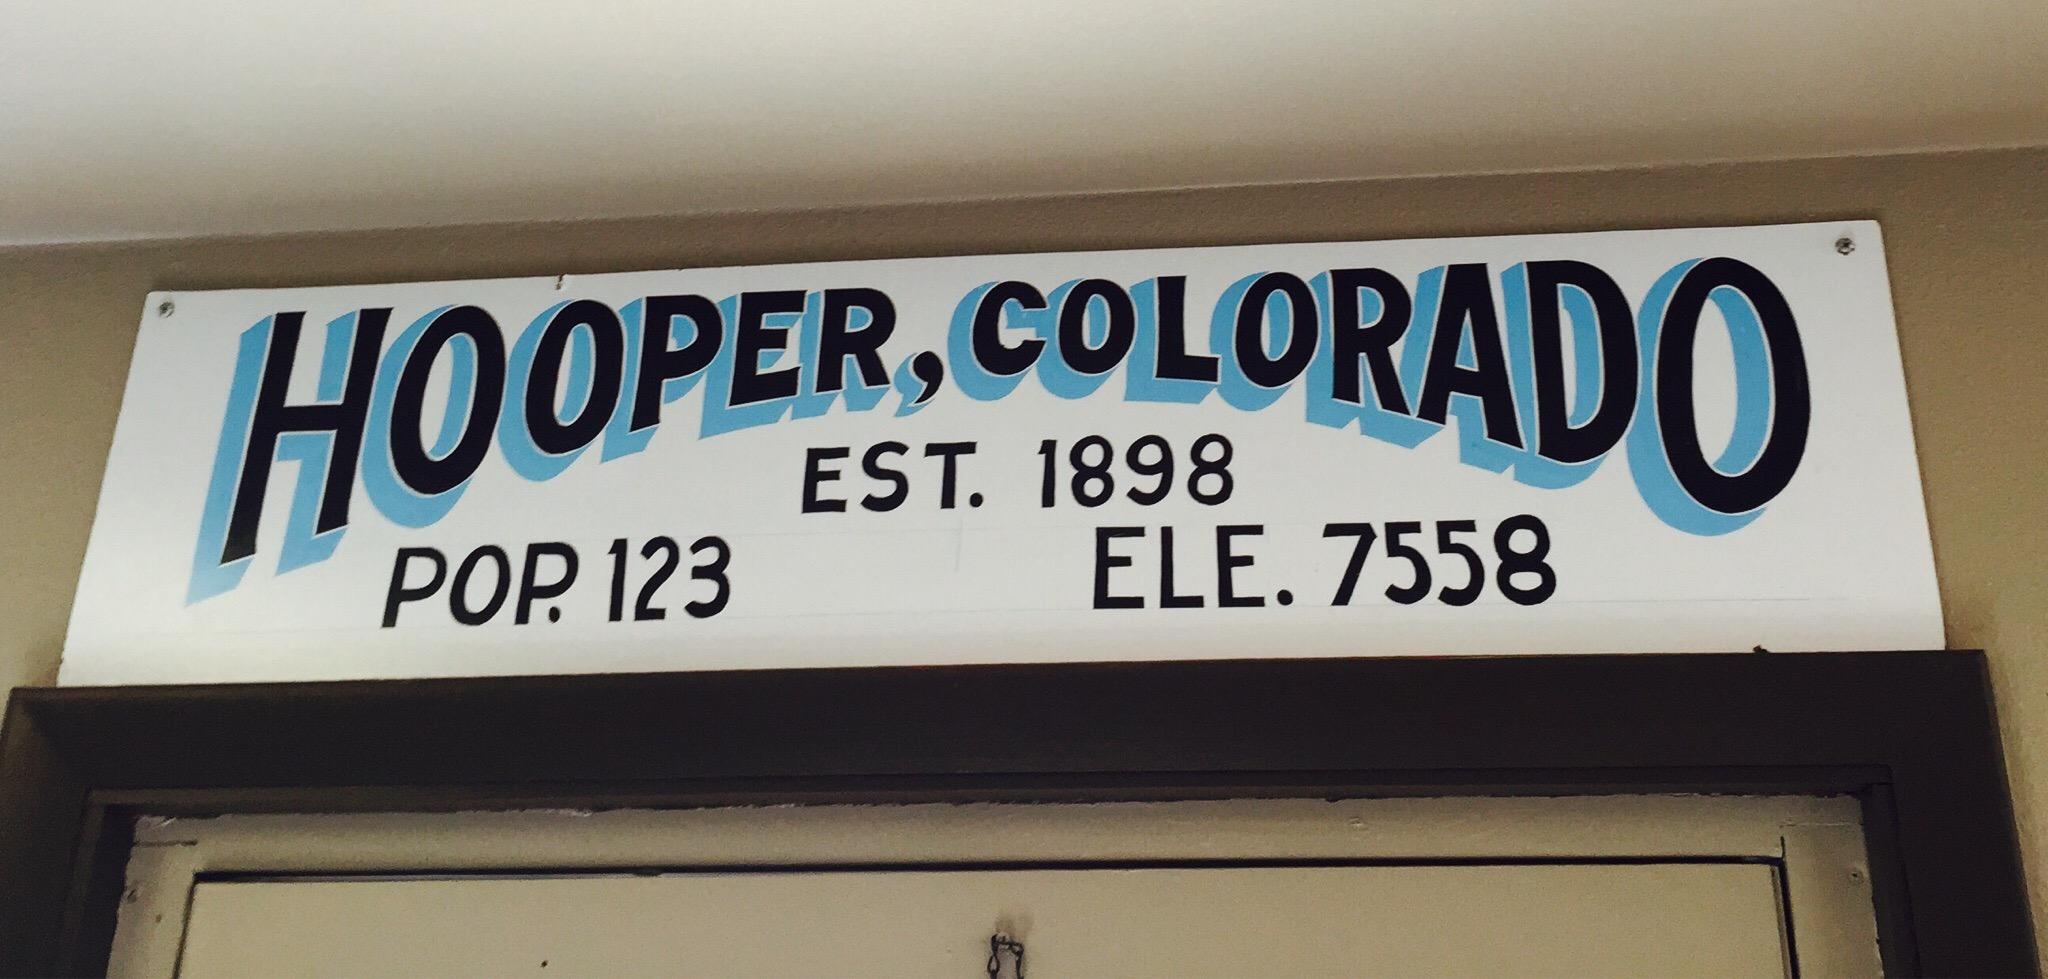 HOOPER, COLORADO
EST. 1898
POP. 123 ELE. 7558